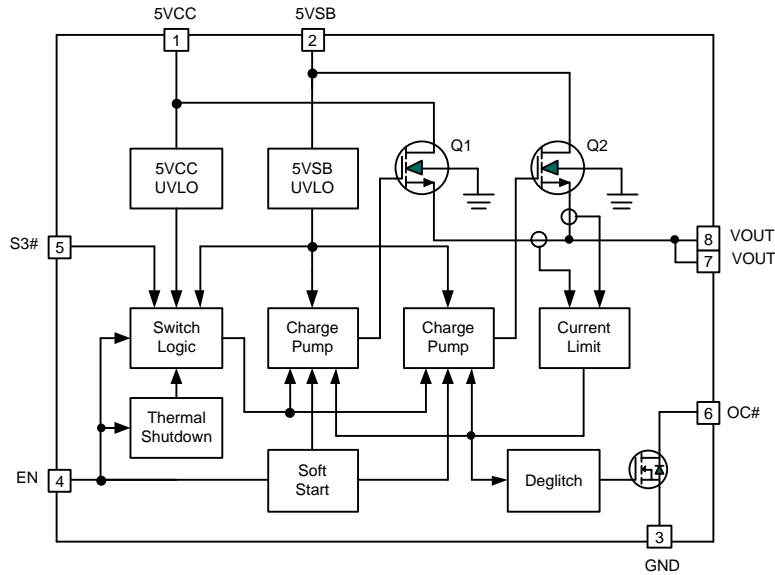 5VCC
5VSB
1
2
Q1
Q2
5VCC
UVLO
5VSB
UVLO
S3#
5
8
VOUT
7
VOUT
Switch
Logic
Charge
Pump
Charge
Pump
Current
Limit
Thermal
Shutdown
6
OC#
EN
4
Soft
Start
Deglitch
3
GND